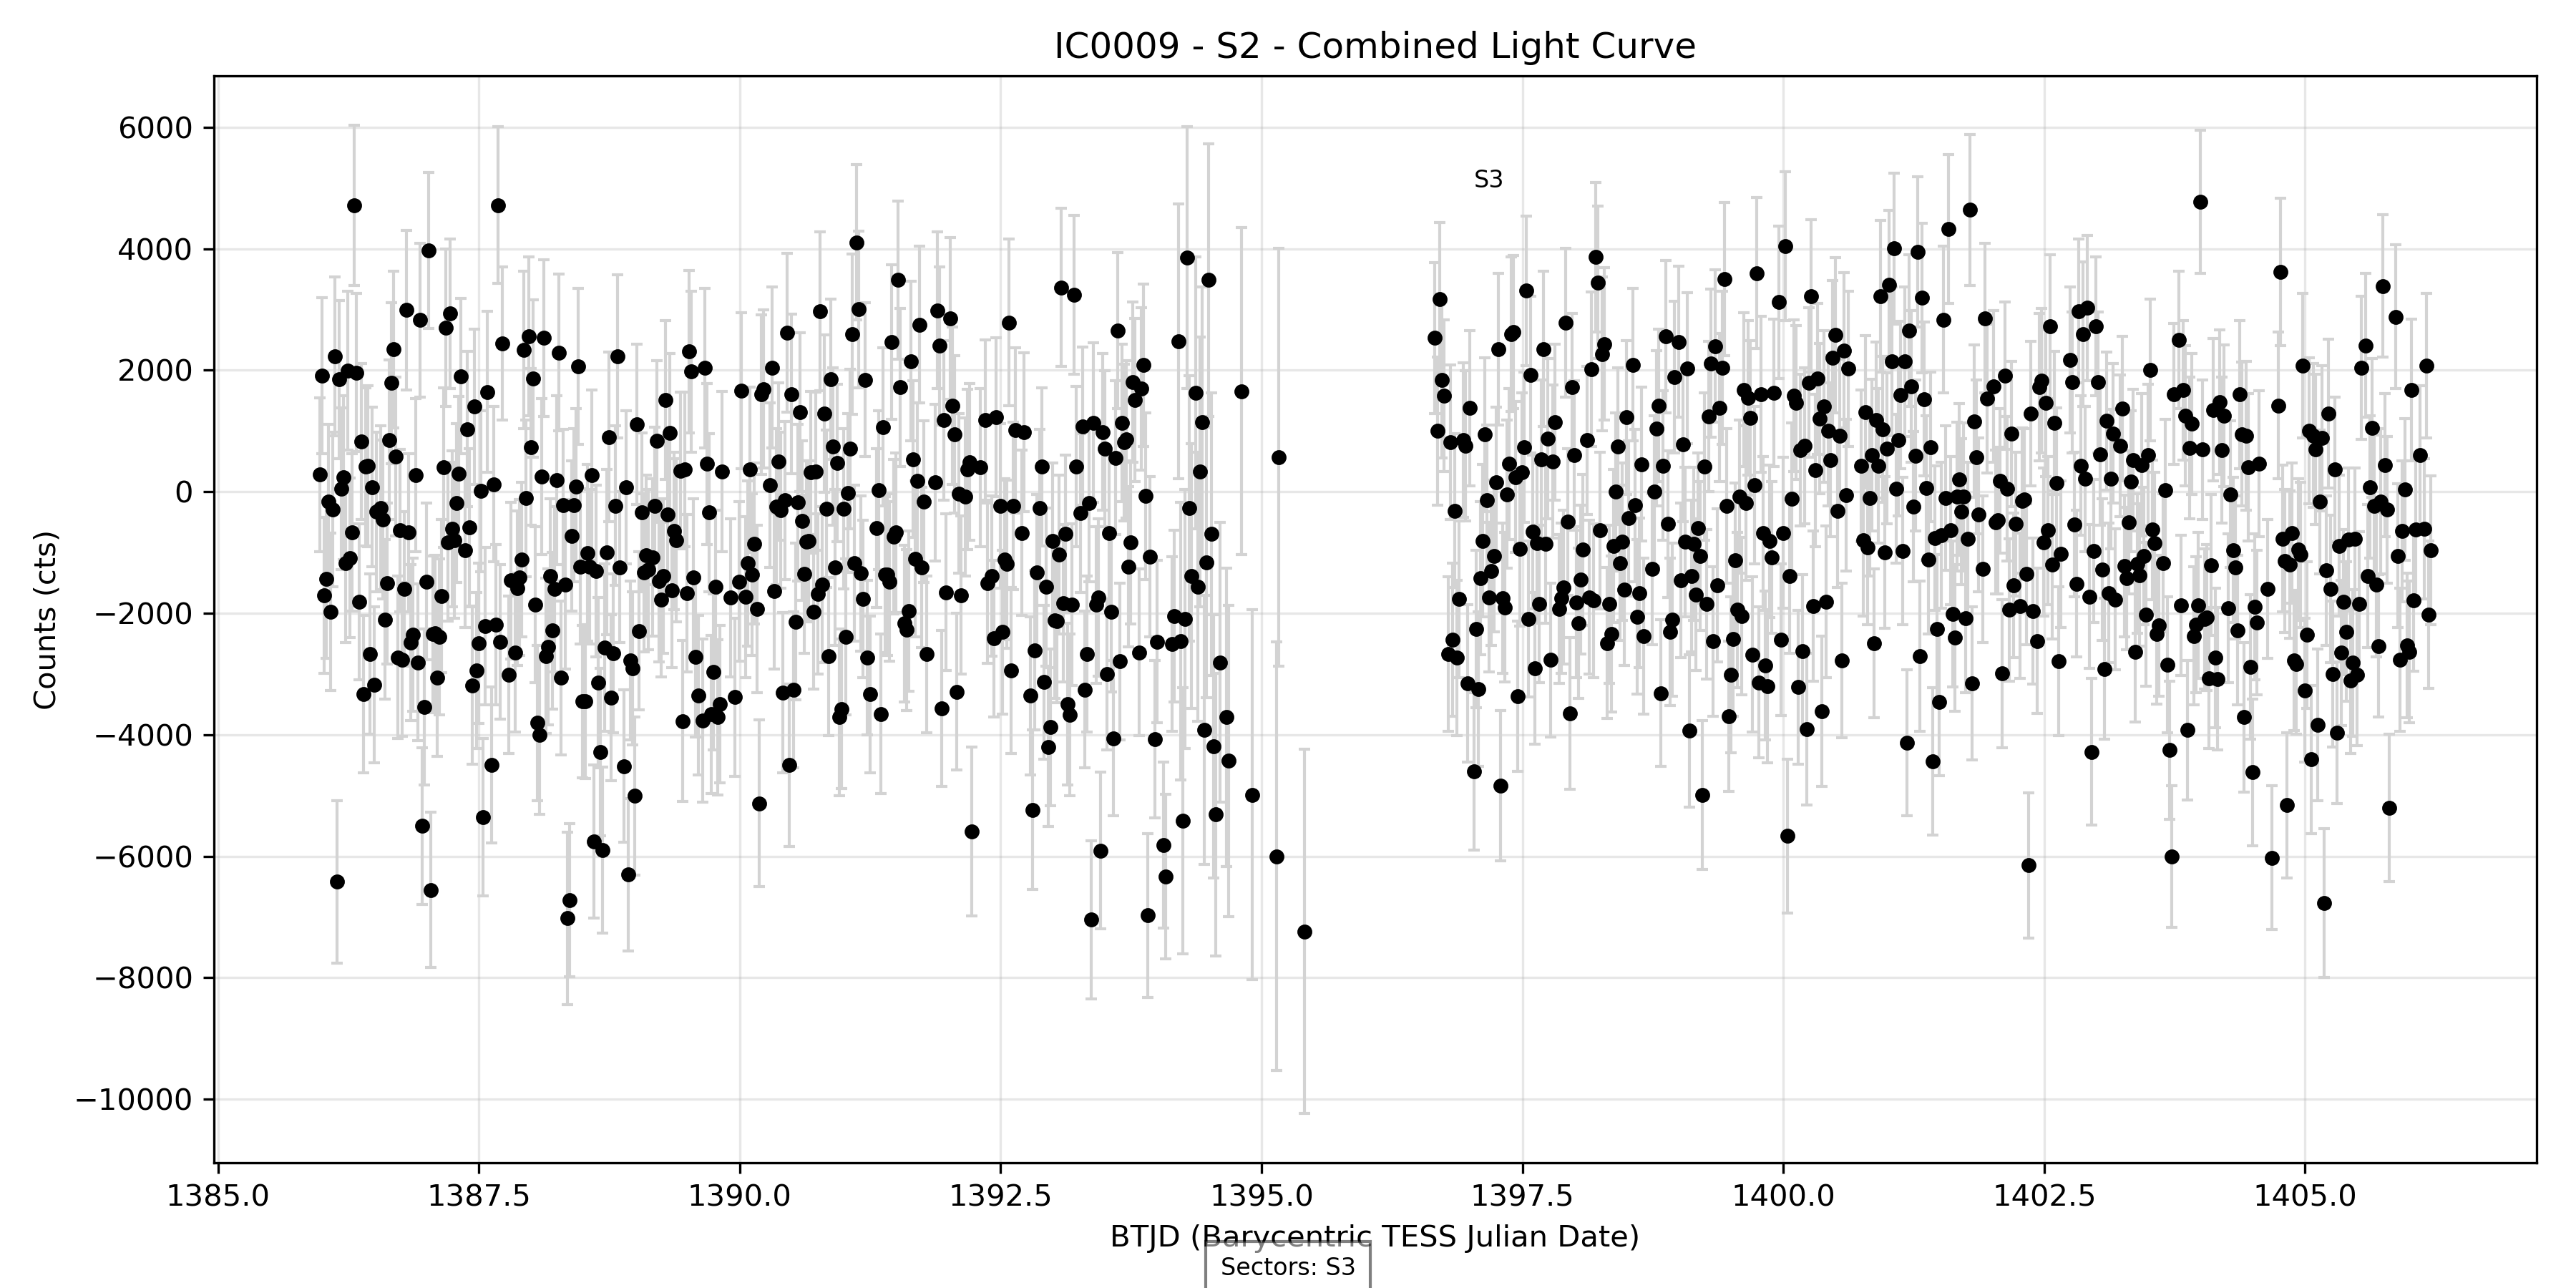 IC0009 - S2 - Combined Light Curve
Counts (cts)
6000
4000
2000
0
−2000
−4000
−6000
−8000
−10000
S3
1385.0 1387.5 1390.0 1392.5 1395.0 1397.5 1400.0 1402.5 1405.0
BTJD (Barycentric TESS Julian Date)
Sectors: S3